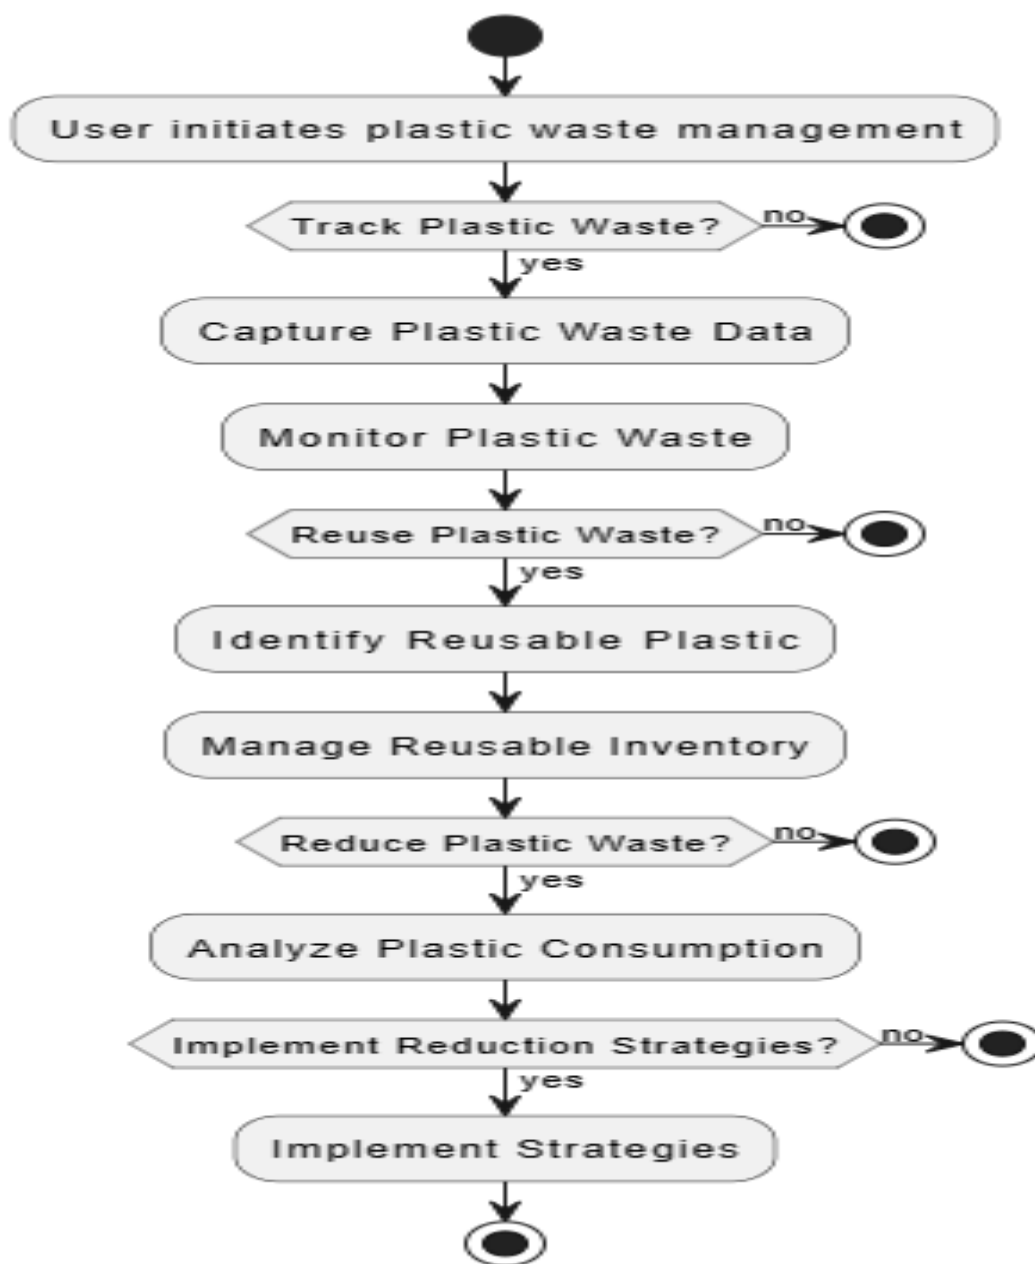 User initiates plastic waste management
Track Plastic Waste?
no
yes
Capture Plastic Waste Data
Monitor Plastic Waste
Reuse Plastic Waste?
no
yes
Identify Reusable Plastic
Manage Reusable Inventory
Reduce Plastic Waste?
no
yes
Analyze Plastic Consumption
Implement Reduction Strategies?
no
yes
Implement Strategies